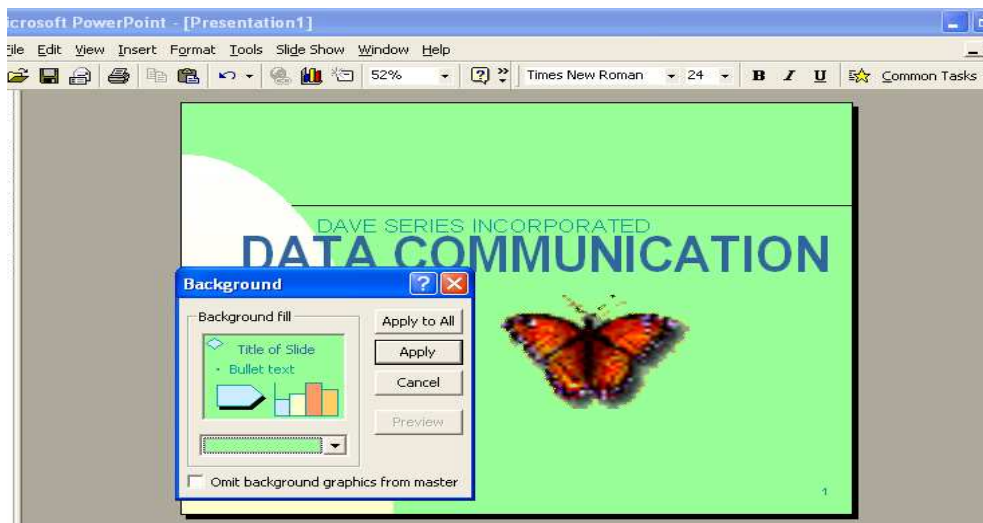 icrosoft PowerPoint - [Presentation1]
File Edit View Insert Format Tools Slide Show Window Help
52% Times New Roman 24 B I U Common Tasks
DAVE SERIES INCORPORATED
DATA COMMUNICATION
Background
Background fill
Title of Slide
• Bullet text
Apply to All
Apply
Cancel
Preview
Omit background graphics from master
1